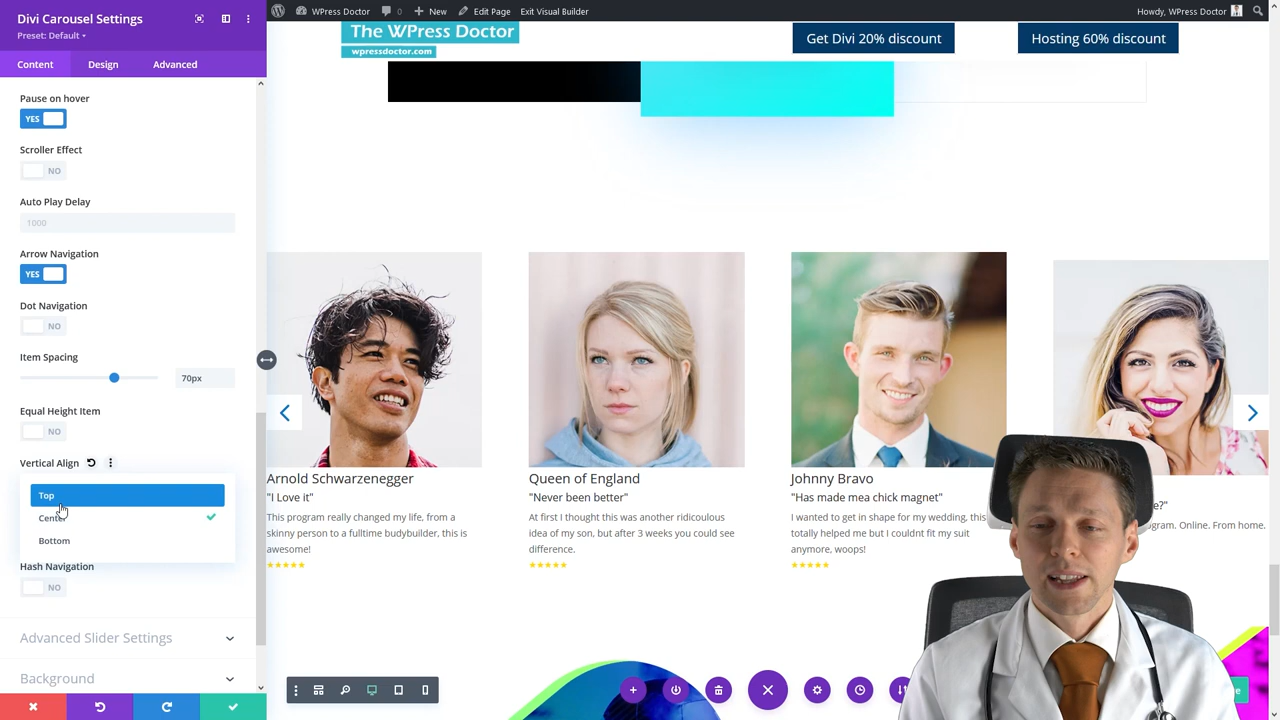 Divi Carousel Settings
Preset: Default
Content
Design
Advanced
Pause on hover
YES
Scroller Effect
NO
Auto Play Delay
1000
Arrow Navigation
YES
Dot Navigation
NO
Item Spacing
70px
Equal Height Item
NO
Vertical Align
Top
Center
Bottom
Hash Navigation
NO
Advanced Slider Settings
Background
WPress Doctor
0
New
Edit Page
Exit Visual Builder
Howdy, WPress Doctor
The WPress Doctor
wpressdoctor.com
Get Divi 20% discount
Hosting 60% discount
Arnold Schwarzenegger
"I Love it"
This program really changed my life, from a
skinny person to a fulltime bodybuilder, this is
awesome!
★★★★★
Queen of England
"Never been better"
At first I thought this was another ridiculous
idea of my son, but after 3 weeks you could see
difference.
★★★★★
Johnny Bravo
"Has made mea chick magnet"
I wanted to get in shape for my wedding, this
totally helped me but I couldnt fit my suit
anymore, woops!
★★★★★
e?"
ogram. Online. From home.